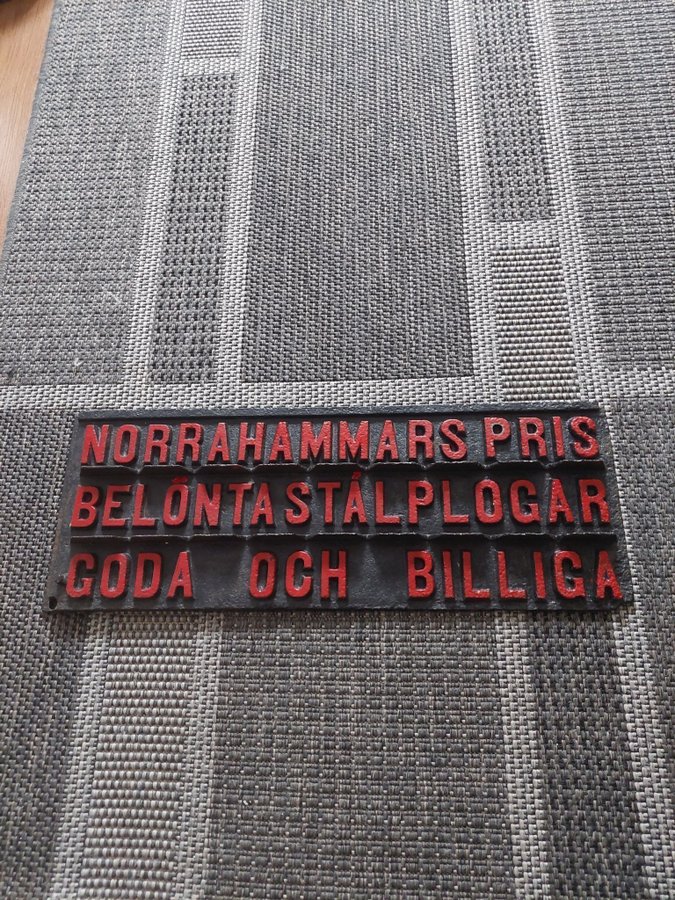 NORRAHAMMARS PRIS
BELÖNTA STÅLPLOGAR
GODA OCH BILLIGA